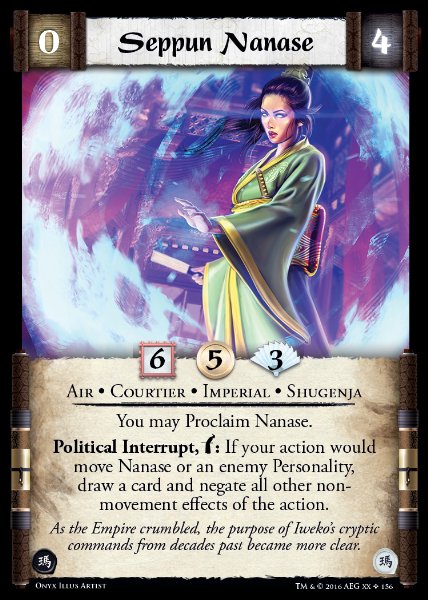 0 Seppun Nanase 4
6 5 3
Air • Courtier • Imperial • Shugenja
You may Proclaim Nanase.
Political Interrupt, : If your action would
move Nanase or an enemy Personality,
draw a card and negate all other non-
movement effects of the action.
As the Empire crumbled, the purpose of Iweko's cryptic
commands from decades past became more clear.
瑪 Onyx Illus Artist TM & © 2016 AEG XX ❖ 156 瑪